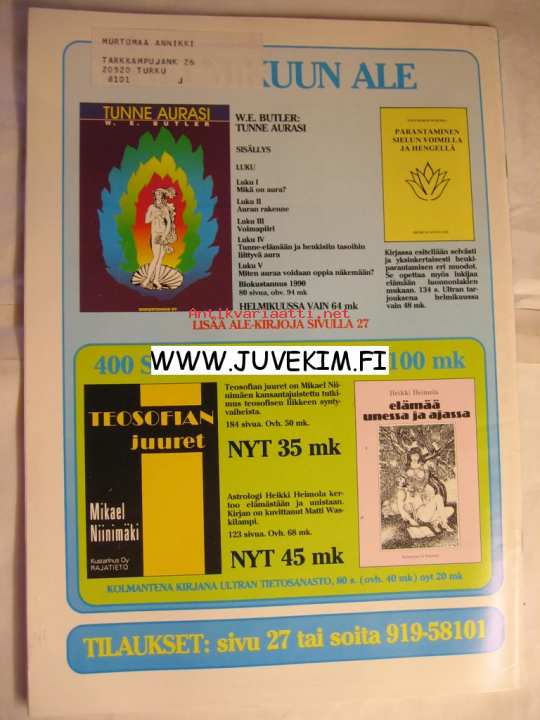 MURTOMAA ANNIKKI
TARKKAMPUJANK 26
20520 TURKU
8101 J
KUUN ALE
TUNNE AURASI
W. E. BUTLER
W.E. BUTLER:
TUNNE AURASI
SISÄLLYS
LUKU
Luku I
Mikä on aura?
Luku II
Auran rakenne
Luku III
Voimapiiri
Luku IV
Tunne-elämään ja henkisiin tasoihin
liittyvä aura
Luku V
Miten auraa voidaan oppia näkemään?
Biokustannus 1990
80 sivua, ovh. 94 mk
HELMIKUUSSA VAIN 64 mk
PARANTAMINEN
SIELUN VOIMILLA
JA HENGELLÄ
Kirjassa esitellään selvästi
ja yksinkertaisesti henki-
parantamisen eri muodot.
Se opettaa myös lukijaa
elämään luonnonlakien
mukaan. 134 s. Ultran tar-
jouksena helmikuussa
vain 48 mk.
Antikvariaatti.net
LISÄÄ ALE-KIRJOJA SIVULLA 27
400 S
WWW.JUVEKIM.FI
100 mk
TEOSOFIAN
juuret
Mikael
Niinimäki
Kustannus Oy
RAJATIETO
Teosofian juuret on Mikael Nii-
nimäen kansantajuistettu tutki-
mus teosofisen liikkeen synty-
vaiheista.
184 sivua. Ovh. 50 mk.
NYT 35 mk
Astrologi Heikki Heimola ker-
too elämästään ja unistaan.
Kirjan on kuvittanut Matti Was-
kilampi.
123 sivua. Ovh. 68 mk.
NYT 45 mk
Heikki Heimola
elämää
unessa ja ajassa
KOLMANTENA KIRJANA ULTRAN TIETOSANASTO, 80 s. (ovh. 40 mk) nyt 20 mk
TILAUKSET: sivu 27 tai soita 919-58101